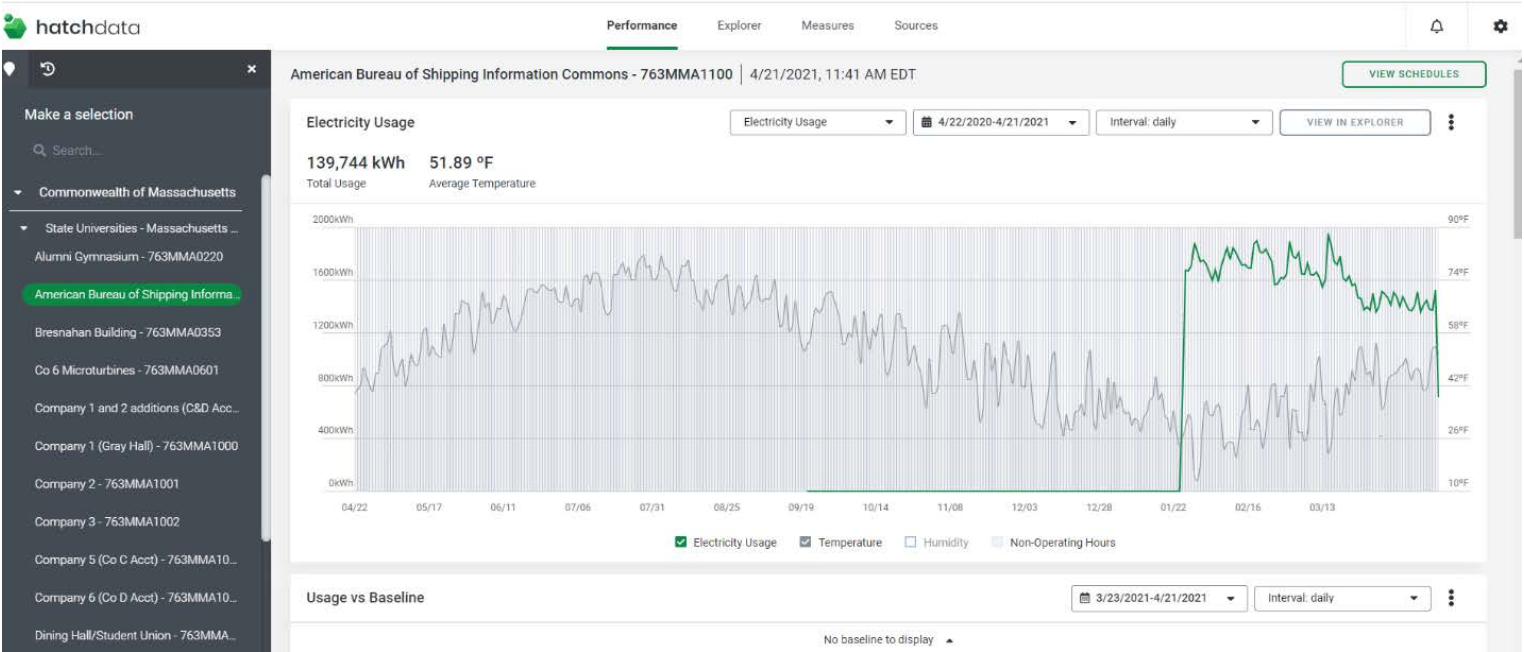 hatchdata
Performance Explorer Measures Sources
American Bureau of Shipping Information Commons - 763MMA1100 | 4/21/2021, 11:41 AM EDT
VIEW SCHEDULES
Make a selection
Search...
Commonwealth of Massachusetts
State Universities - Massachusetts ...
Alumni Gymnasium - 763MMA0220
American Bureau of Shipping Informa...
Bresnahan Building - 763MMA0353
Co 6 Microturbines - 763MMA0601
Company 1 and 2 additions (C&D Acc...
Company 1 (Gray Hall) - 763MMA1000
Company 2 - 763MMA1001
Company 3 - 763MMA1002
Company 5 (Co C Acct) - 763MMA10...
Company 6 (Co D Acct) - 763MMA10...
Dining Hall/Student Union - 763MMA...
Electricity Usage
Electricity Usage
4/22/2020-4/21/2021
Interval: daily
VIEW IN EXPLORER
139,744 kWh 51.89 ºF
Total Usage Average Temperature
2000kWh 90ºF
1600kWh 74ºF
1200kWh 58ºF
800kWh 42ºF
400kWh 26ºF
0kWh 10ºF
04/22 05/17 06/11 07/06 07/31 08/25 09/19 10/14 11/08 12/03 12/28 01/22 02/16 03/13
Electricity Usage Temperature Humidity Non-Operating Hours
Usage vs Baseline
3/23/2021-4/21/2021
Interval: daily
No baseline to display